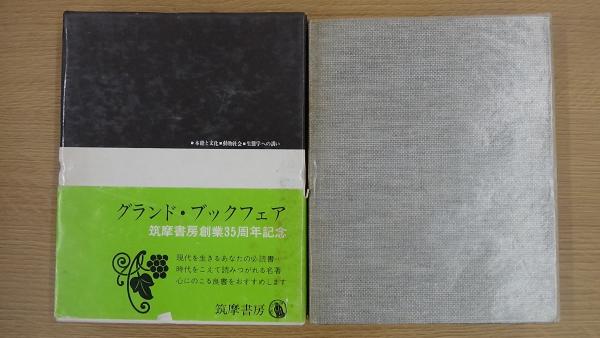 ●本能と文化●動物社会●生態学への誘い
グランド・ブックフェア
筑摩書房創業35周年記念
現代を生きるあなたの必読書…
時代をこえて読みつがれる名著
心にのこる良書をおすすめします
筑摩書房